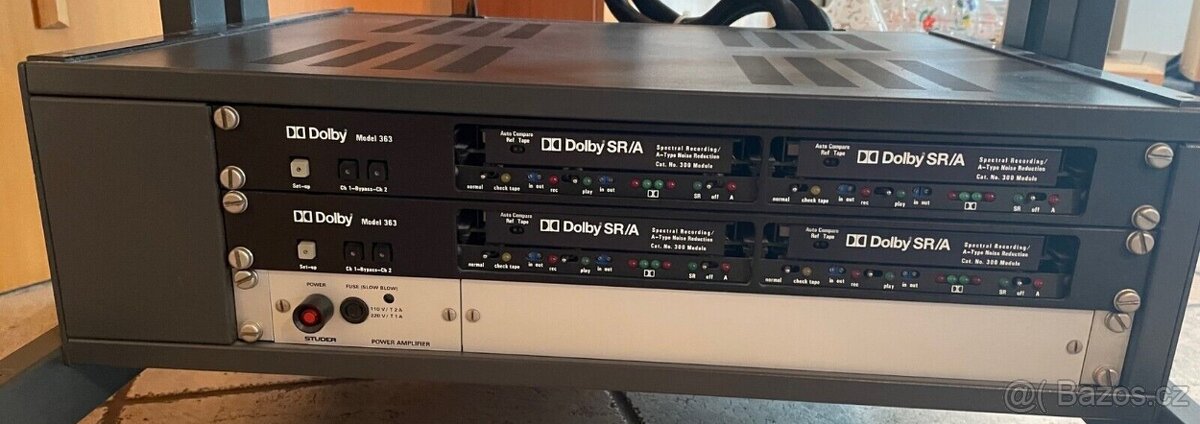 Dolby Model 363
Set-up
Ch 1-Bypass-Ch 2
Auto Compare
Ref Tape
Dolby SR/A
Spectral Recording/
A-Type Noise Reduction
Cat. No. 300 Module
normal check tape in out rec play in out SR off A
Auto Compare
Ref Tape
Dolby SR/A
Spectral Recording/
A-Type Noise Reduction
Cat. No. 300 Module
normal check tape in out rec play in out SR off A
Dolby Model 363
Set-up
Ch 1-Bypass-Ch 2
Auto Compare
Ref Tape
Dolby SR/A
Spectral Recording/
A-Type Noise Reduction
Cat. No. 300 Module
normal check tape in out rec play in out SR off A
Auto Compare
Ref Tape
Dolby SR/A
Spectral Recording/
A-Type Noise Reduction
Cat. No. 300 Module
normal check tape in out rec play in out SR off A
POWER
FUSE (SLOW BLOW)
110 V / T 2 A
220 V / T 1 A
STUDER
POWER AMPLIFIER
Bazos.cz